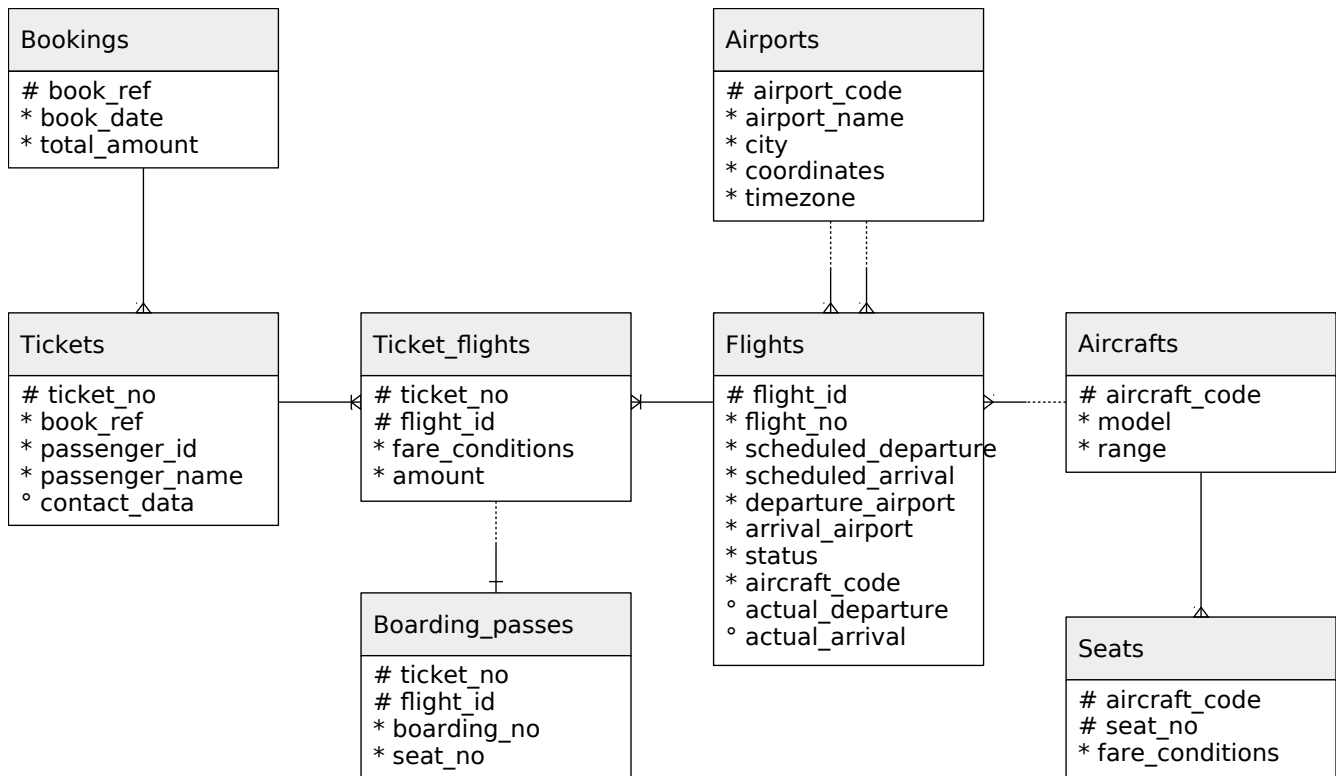 Bookings
# book_ref
* book_date
* total_amount
Airports
# airport_code
* airport_name
* city
* coordinates
* timezone
Tickets
# ticket_no
* book_ref
* passenger_id
* passenger_name
° contact_data
Ticket_flights
# ticket_no
# flight_id
* fare_conditions
* amount
Flights
# flight_id
* flight_no
* scheduled_departure
* scheduled_arrival
* departure_airport
* arrival_airport
* status
* aircraft_code
° actual_departure
° actual_arrival
Aircrafts
# aircraft_code
* model
* range
Boarding_passes
# ticket_no
# flight_id
* boarding_no
* seat_no
Seats
# aircraft_code
# seat_no
* fare_conditions